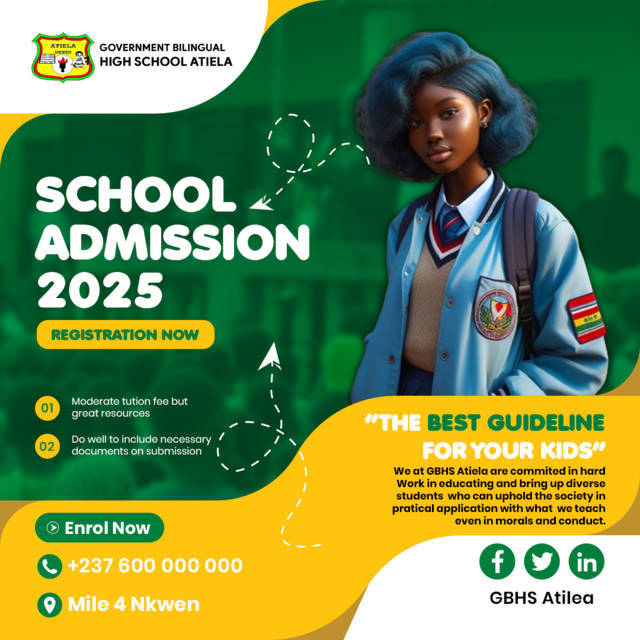 ATIELA
NKWEN
GOVERNMENT BILINGUAL
HIGH SCHOOL ATIELA
SCHOOL
ADMISSION
2025
REGISTRATION NOW
01
Moderate tution fee but
great resources
02
Do well to include necessary
documents on submission
"THE BEST GUIDELINE
FOR YOUR KIDS"
We at GBHS Atiela are commited in hard
Work in educating and bring up diverse
students who can uphold the society in
pratical application with what we teach
even in morals and conduct.
Enrol Now
+237 600 000 000
Mile 4 Nkwen
GBHS Atilea